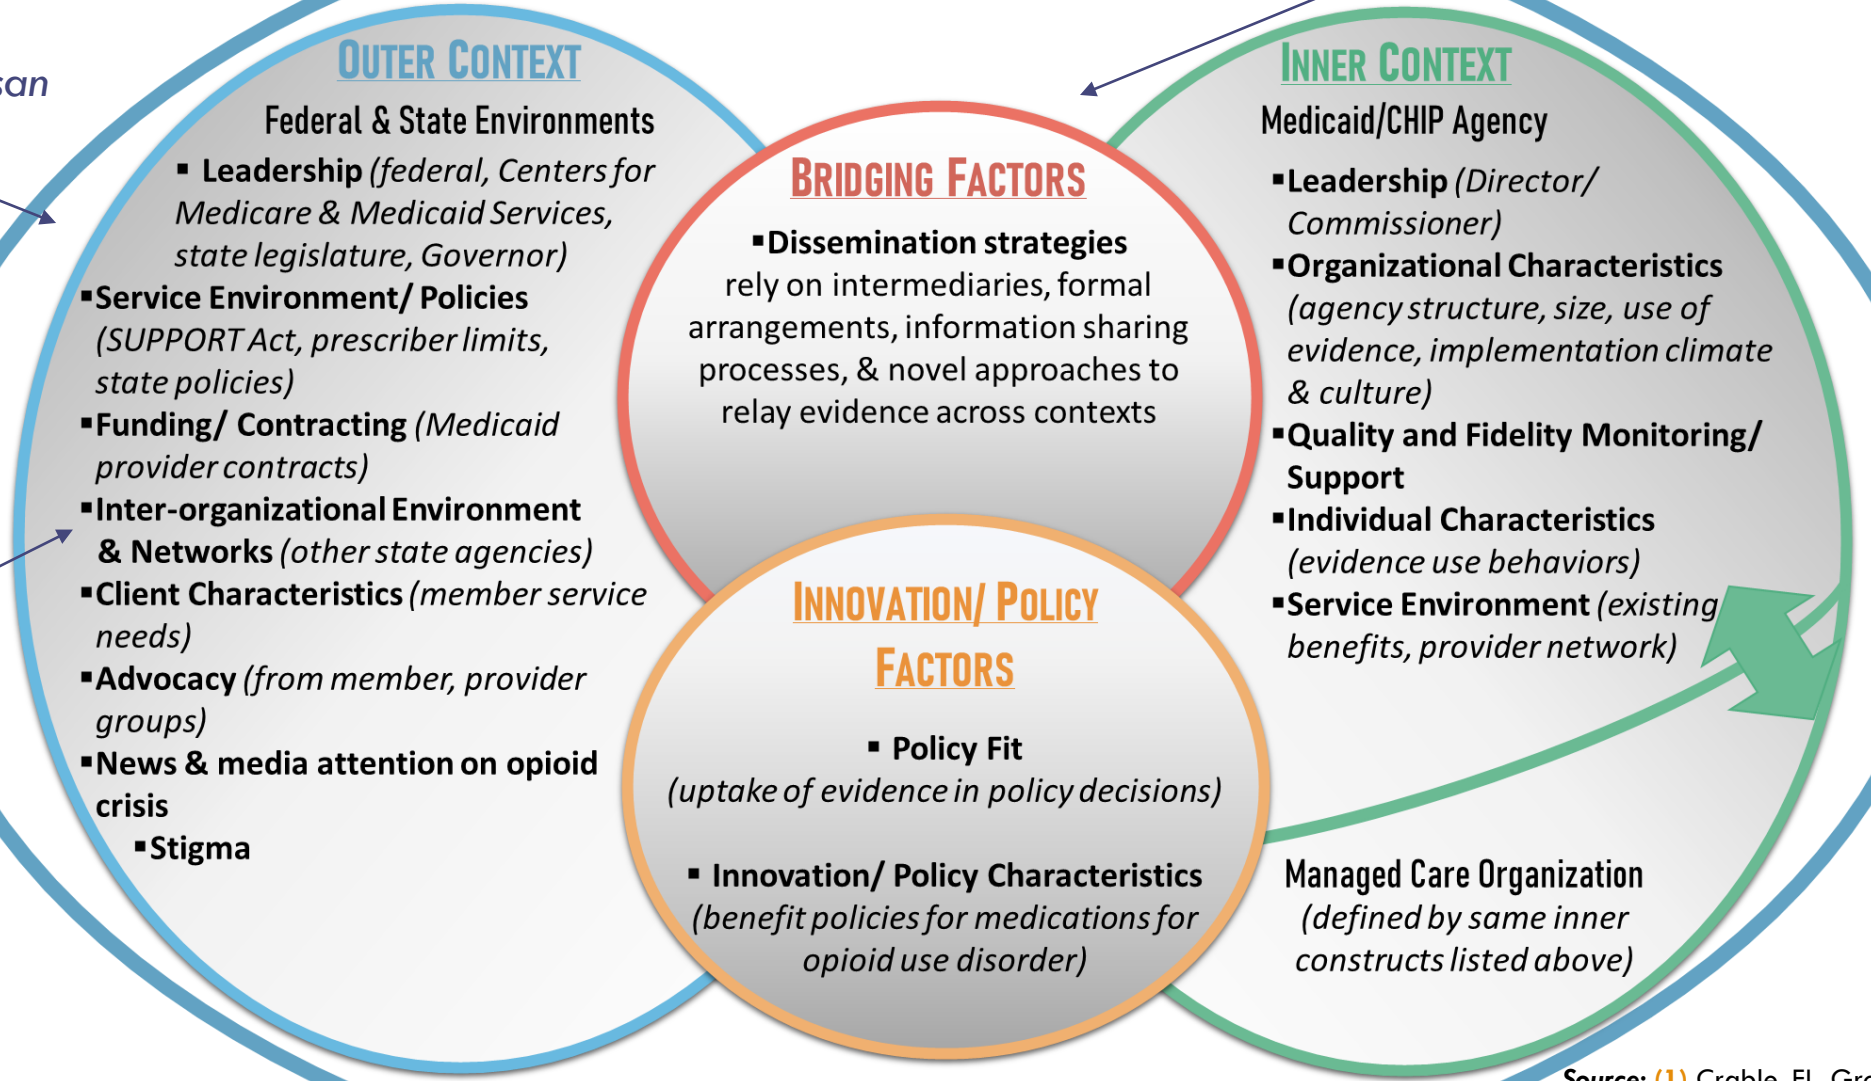 OUTER CONTEXT
Federal & State Environments
▪ Leadership (federal, Centers for
Medicare & Medicaid Services,
state legislature, Governor)
▪Service Environment/ Policies
(SUPPORT Act, prescriber limits,
state policies)
▪Funding/ Contracting (Medicaid
provider contracts)
▪Inter-organizational Environment
& Networks (other state agencies)
▪Client Characteristics (member service
needs)
▪Advocacy (from member, provider
groups)
▪News & media attention on opioid
crisis
▪Stigma
BRIDGING FACTORS
▪Dissemination strategies
rely on intermediaries, formal
arrangements, information sharing
processes, & novel approaches to
relay evidence across contexts
INNOVATION/ POLICY
FACTORS
▪ Policy Fit
(uptake of evidence in policy decisions)
▪ Innovation/ Policy Characteristics
(benefit policies for medications for
opioid use disorder)
INNER CONTEXT
Medicaid/CHIP Agency
▪Leadership (Director/
Commissioner)
▪Organizational Characteristics
(agency structure, size, use of
evidence, implementation climate
& culture)
▪Quality and Fidelity Monitoring/
Support
▪Individual Characteristics
(evidence use behaviors)
▪Service Environment (existing
benefits, provider network)
Managed Care Organization
(defined by same inner
constructs listed above)
Source: (1) Crable, EL,